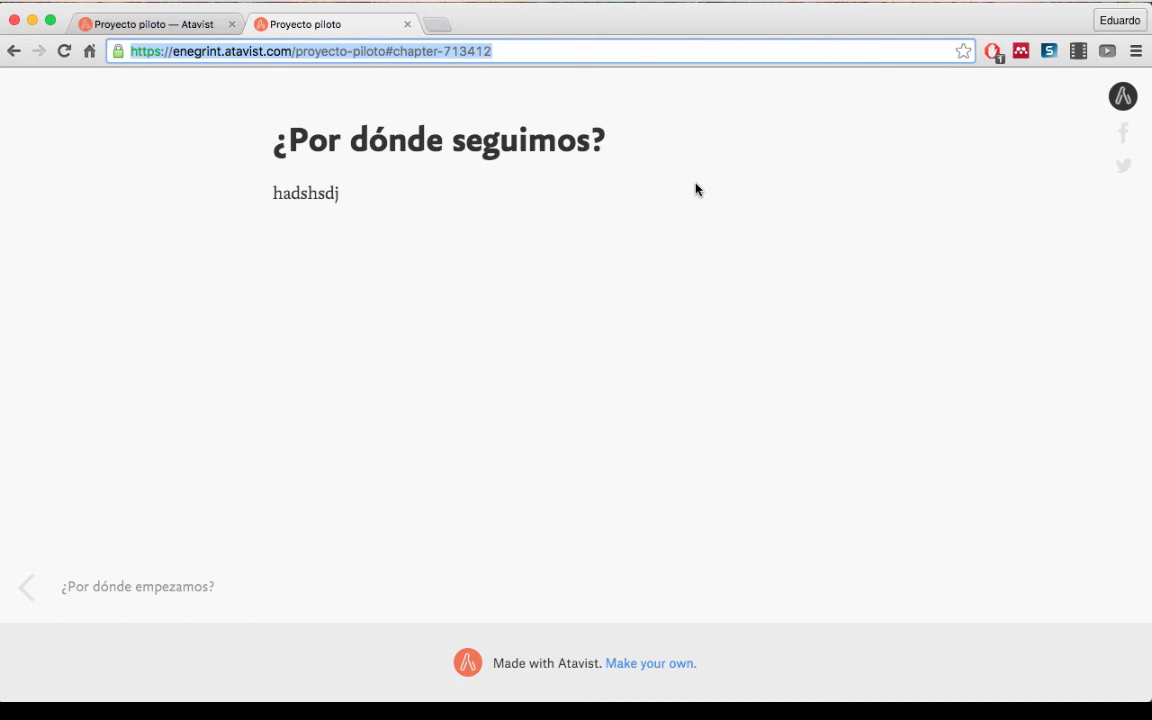 Proyecto piloto — Atavist
Proyecto piloto
Eduardo
https://enegrint.atavist.com/proyecto-piloto#chapter-713412
¿Por dónde seguimos?
hadshsdj
¿Por dónde empezamos?
Made with Atavist. Make your own.